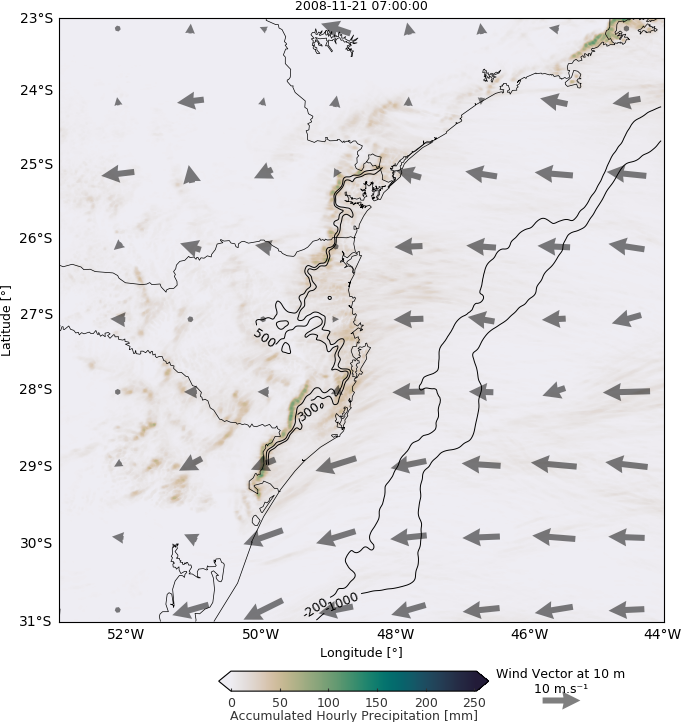 2008-11-21 07:00:00
23°S
24°S
25°S
26°S
27°S
28°S
29°S
30°S
31°S
Latitude [°]
500
300
-200
-1000
52°W 50°W 48°W 46°W 44°W
Longitude [°]
0 50 100 150 200 250
Accumulated Hourly Precipitation [mm]
Wind Vector at 10 m
10 m.s⁻¹